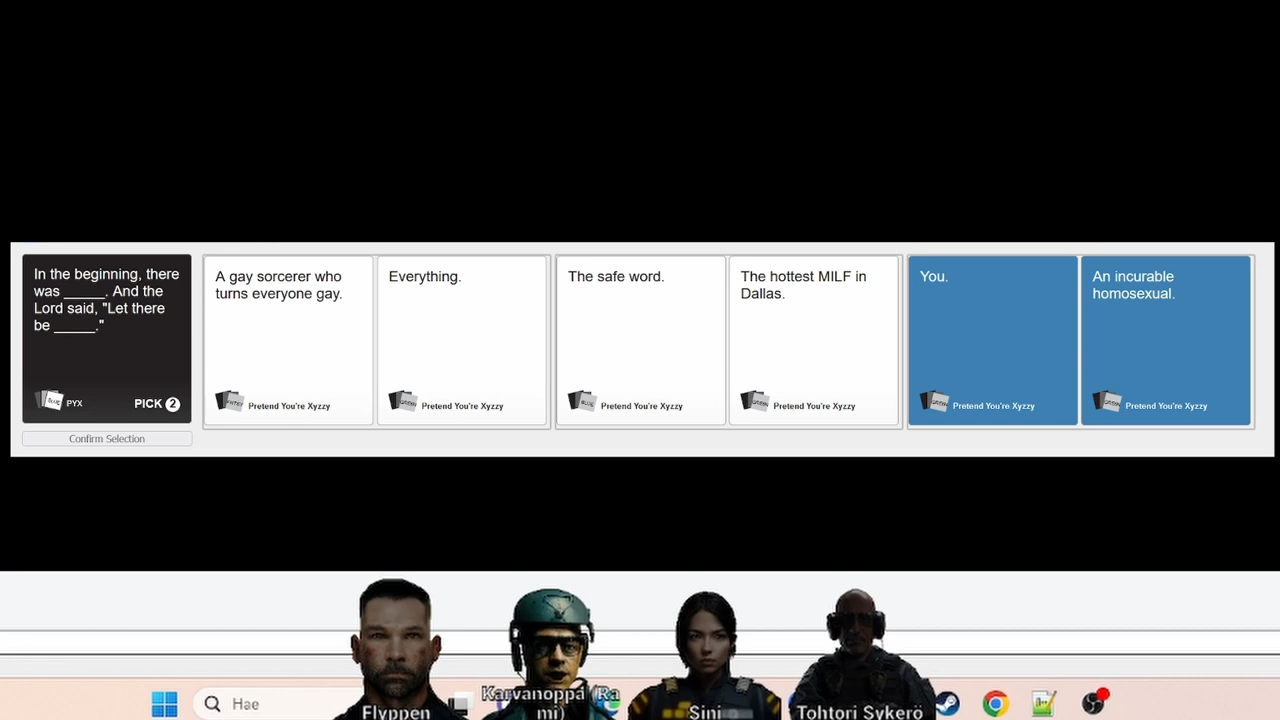 In the beginning, there
was _____. And the
Lord said, "Let there
be _____."
PYX
PICK 2
Confirm Selection
A gay sorcerer who
turns everyone gay.
Pretend You're Xyzzy
Everything.
Pretend You're Xyzzy
The safe word.
Pretend You're Xyzzy
The hottest MILF in
Dallas.
Pretend You're Xyzzy
You.
Pretend You're Xyzzy
An incurable
homosexual.
Pretend You're Xyzzy
Hae
Flyppen
Karvanoppa (Ra
mi)
Sini
Tohtori Sykerö